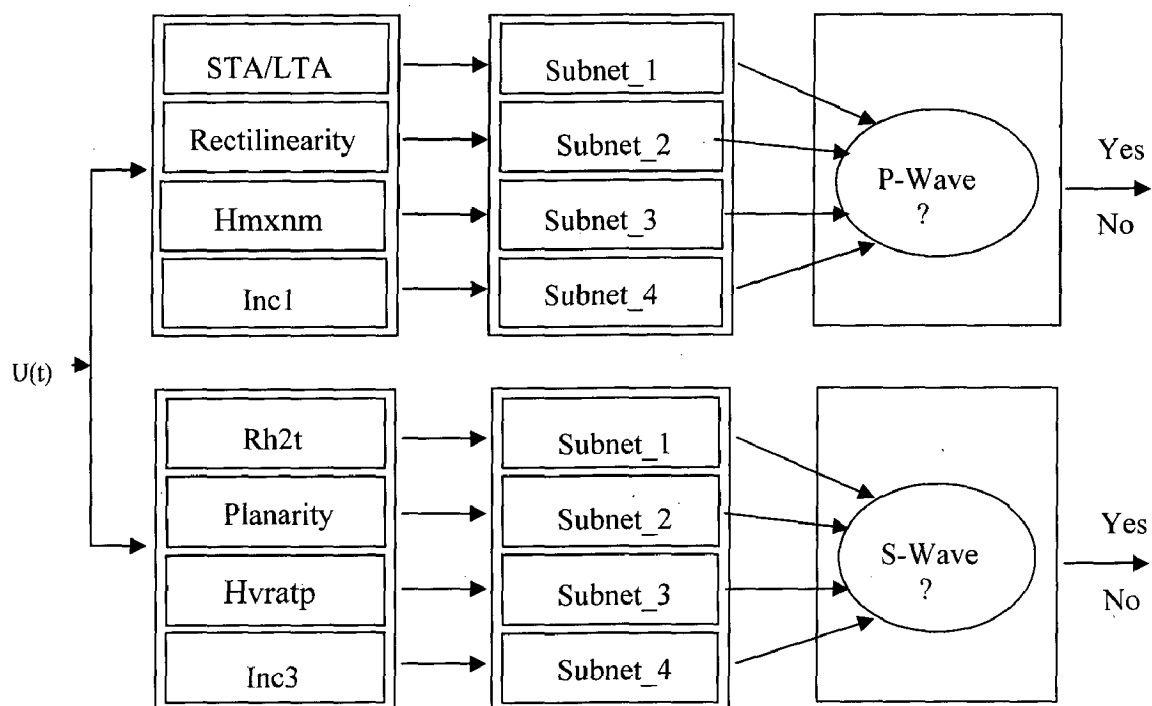 STA/LTA
Rectilinearity
Hmxnm
Inc1
Subnet_1
Subnet_2
Subnet_3
Subnet_4
P-Wave
?
Yes
No
U(t)
Rh2t
Planarity
Hvratp
Inc3
Subnet_1
Subnet_2
Subnet_3
Subnet_4
S-Wave
?
Yes
No